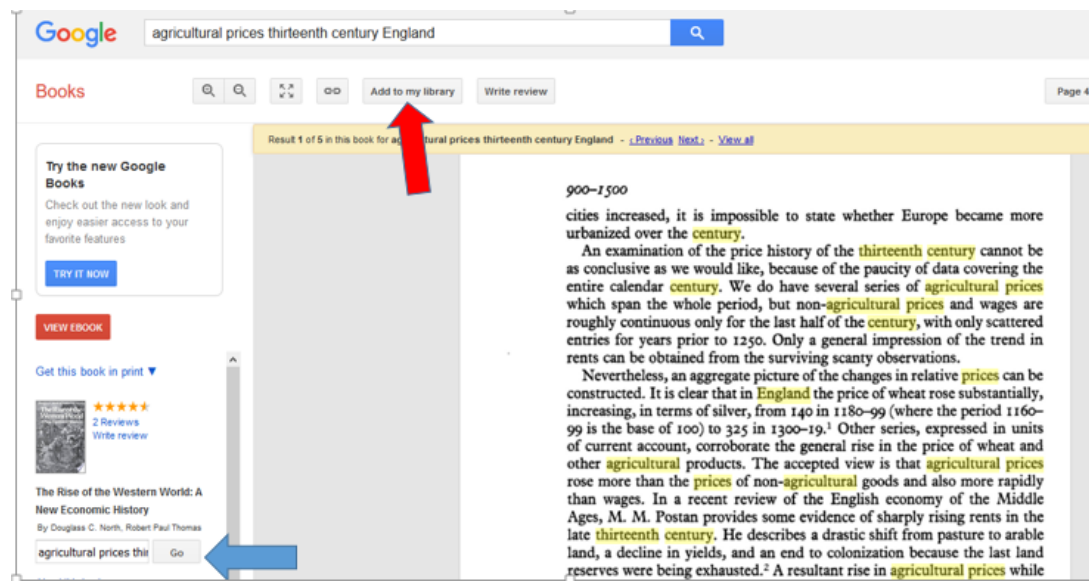 Google
agricultural prices thirteenth century England
Books
Add to my library
Write review
Page 4
Result 1 of 5 in this book for agricultural prices thirteenth century England - ‹ Previous Next › - View all
Try the new Google
Books
Check out the new look and
enjoy easier access to your
favorite features
TRY IT NOW
VIEW EBOOK
Get this book in print ▼
2 Reviews
Write review
The Rise of the Western World: A
New Economic History
By Douglass C. North, Robert Paul Thomas
agricultural prices thi
Go
900–1500
cities increased, it is impossible to state whether Europe became more
urbanized over the century.
An examination of the price history of the thirteenth century cannot be
as conclusive as we would like, because of the paucity of data covering the
entire calendar century. We do have several series of agricultural prices
which span the whole period, but non-agricultural prices and wages are
roughly continuous only for the last half of the century, with only scattered
entries for years prior to 1250. Only a general impression of the trend in
rents can be obtained from the surviving scanty observations.
Nevertheless, an aggregate picture of the changes in relative prices can be
constructed. It is clear that in England the price of wheat rose substantially,
increasing, in terms of silver, from 140 in 1180–99 (where the period 1160–
99 is the base of 100) to 325 in 1300–19.¹ Other series, expressed in units
of current account, corroborate the general rise in the price of wheat and
other agricultural products. The accepted view is that agricultural prices
rose more than the prices of non-agricultural goods and also more rapidly
than wages. In a recent review of the English economy of the Middle
Ages, M. M. Postan provides some evidence of sharply rising rents in the
late thirteenth century. He describes a drastic shift from pasture to arable
land, a decline in yields, and an end to colonization because the last land
reserves were being exhausted.² A resultant rise in agricultural prices while